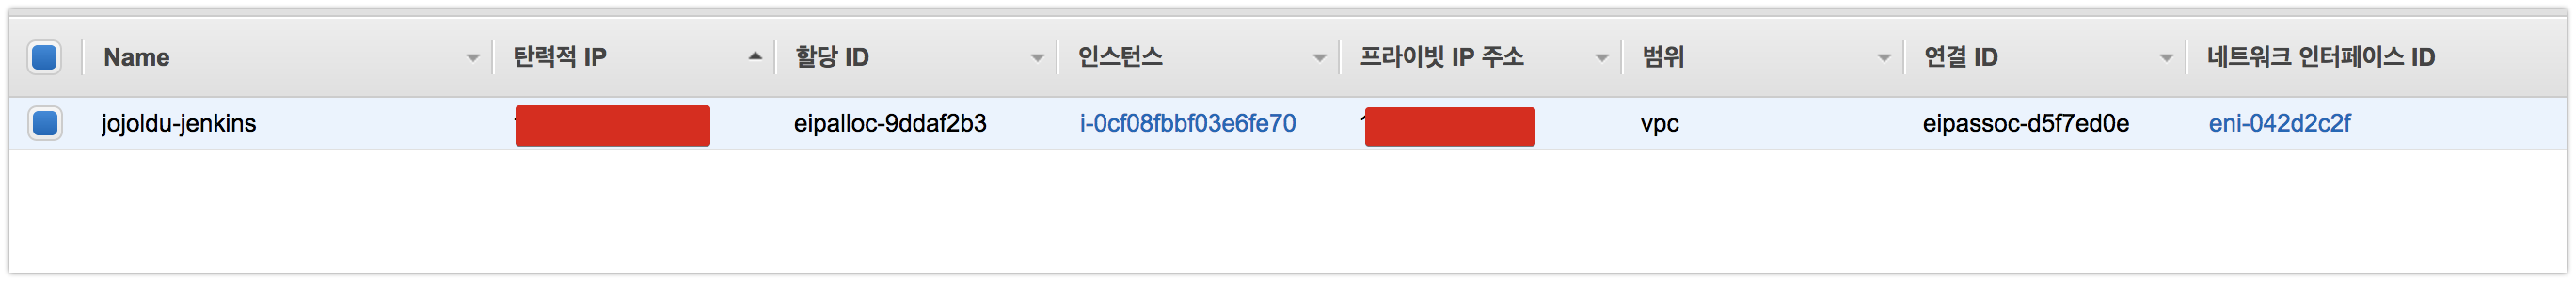 Name 탄력적 IP 할당 ID 인스턴스 프라이빗 IP 주소 범위 연결 ID 네트워크 인터페이스 ID
jojoldu-jenkins eipalloc-9ddaf2b3 i-0cf08fbbf03e6fe70 vpc eipassoc-d5f7ed0e eni-042d2c2f